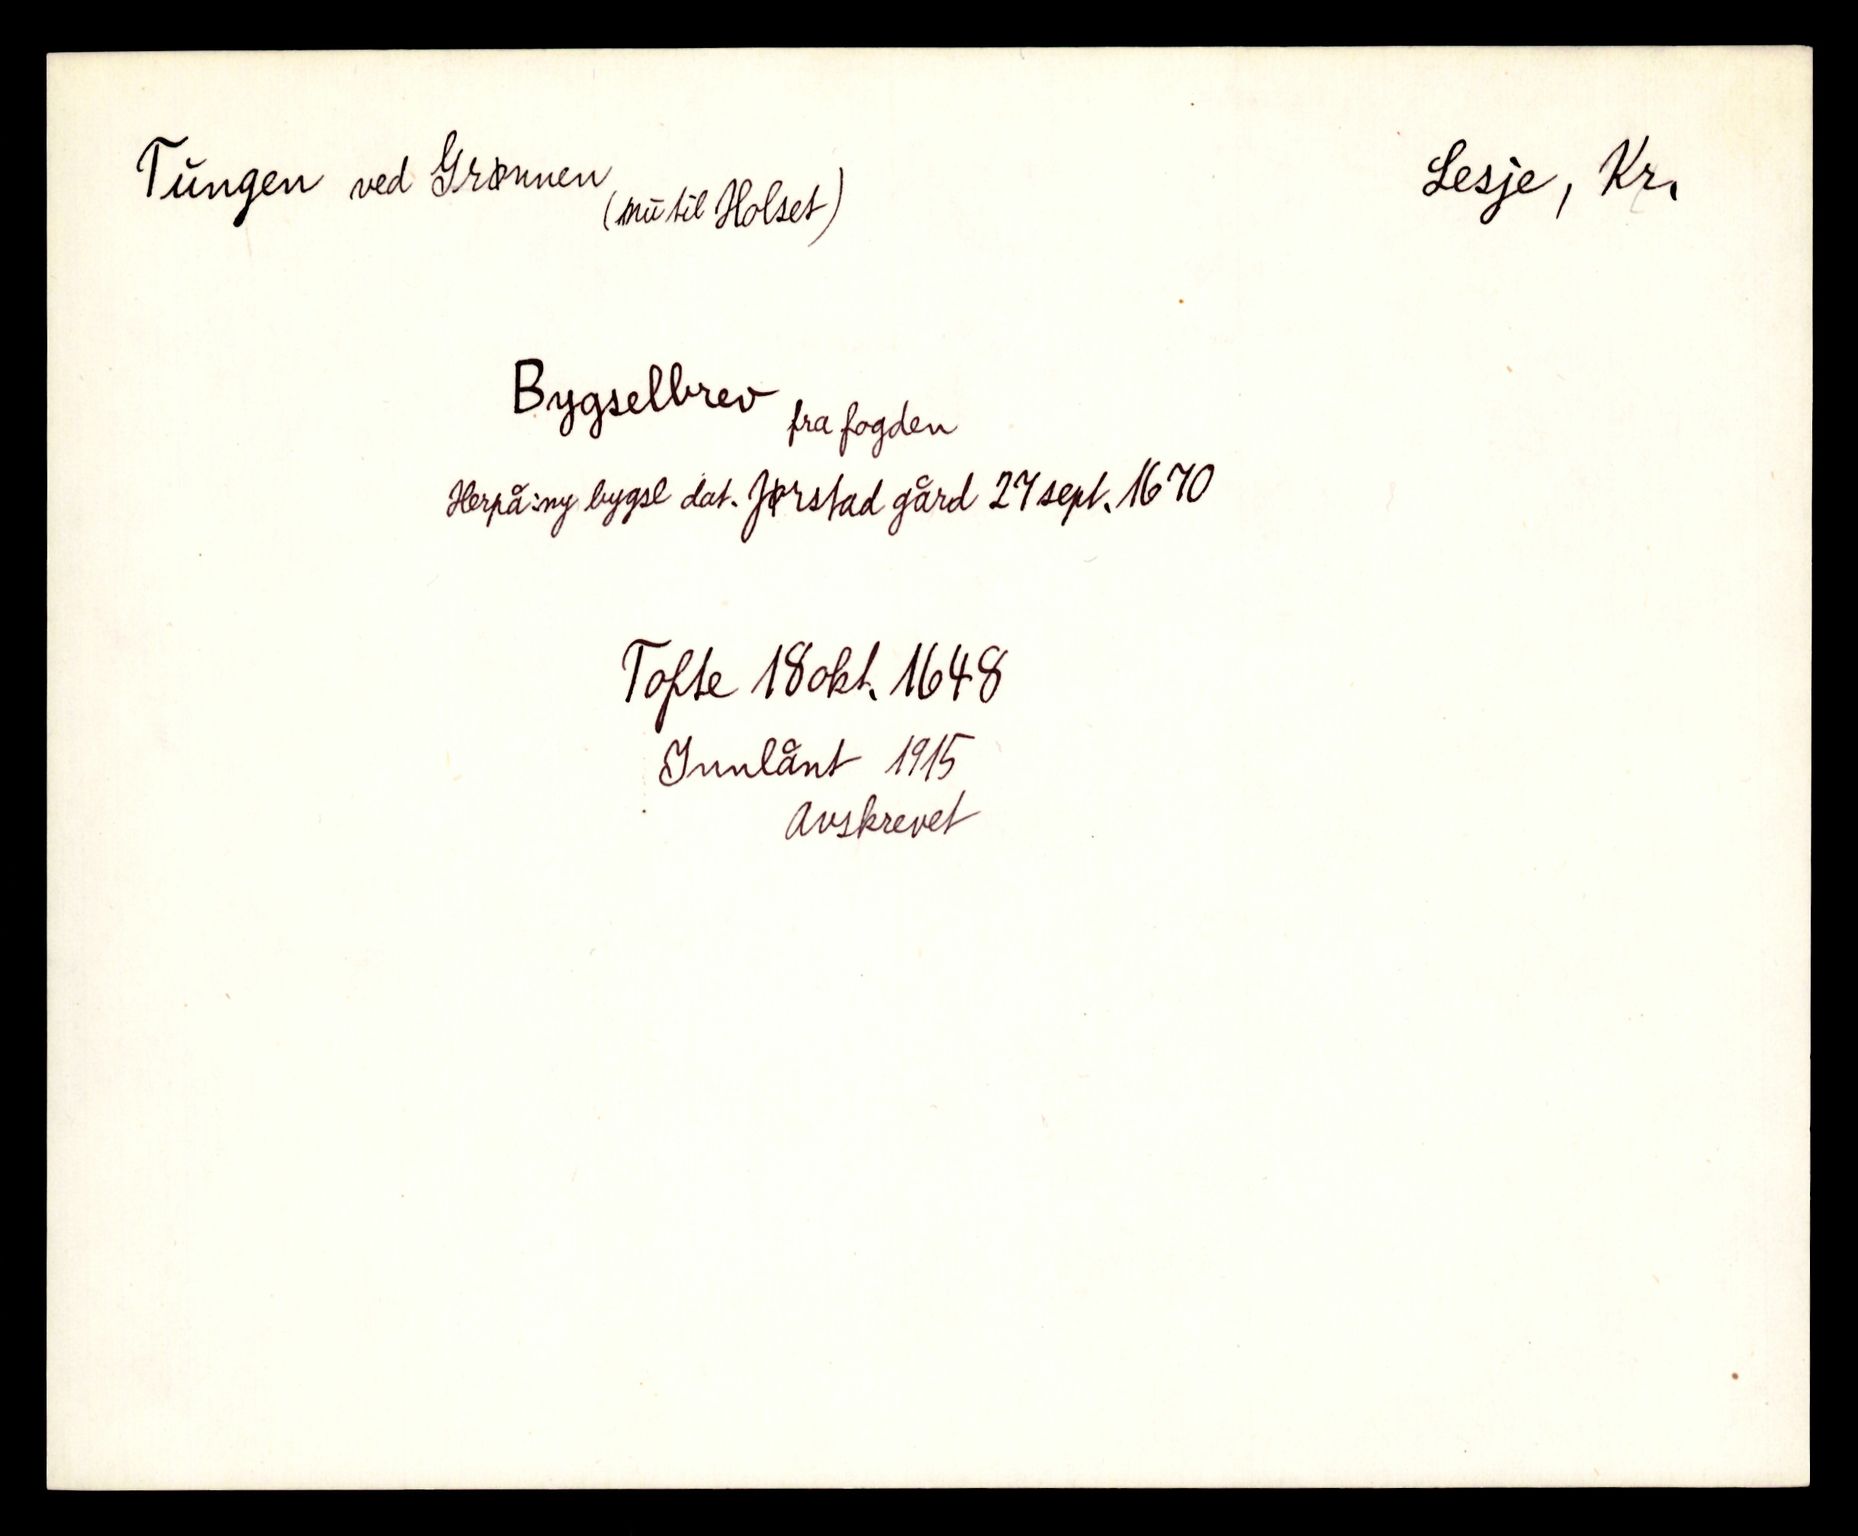 Tungen ved Grønnen Lesje, Kr.
(nu til Holset)
Bygselbrev fra fogden
Herpå: ny bygsl dat. Jørstad gård 27 sept. 1670
Tofte 18 okt. 1648
Innlånt 1915
Avskrevet